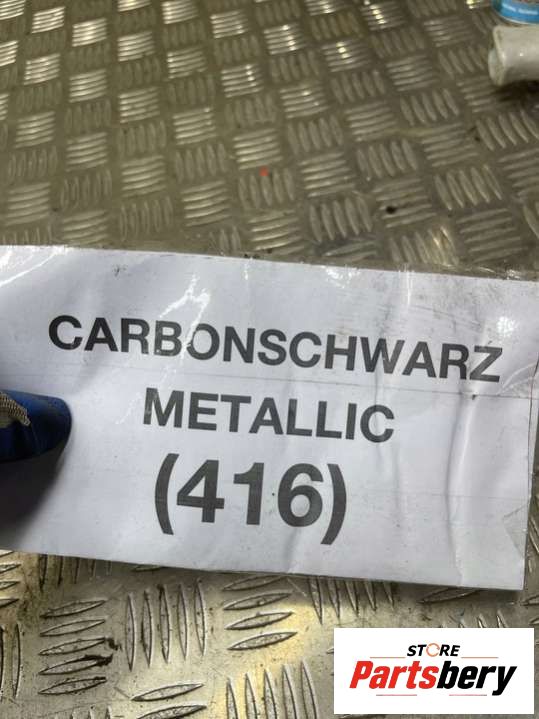 CARBONSCHWARZ
METALLIC
(416)
STORE
Partsbery